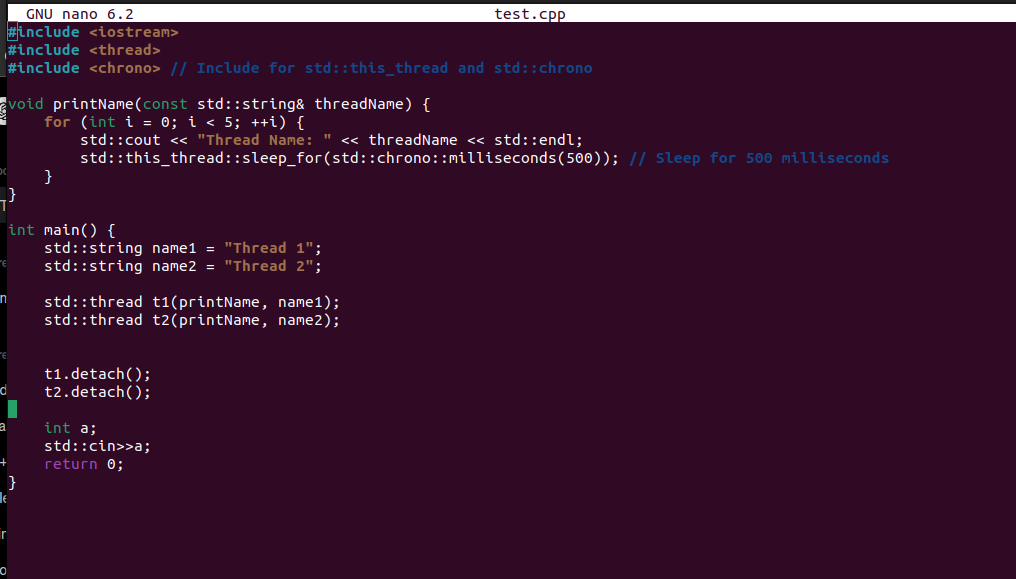 GNU nano 6.2 test.cpp
#include <iostream>
#include <thread>
#include <chrono> // Include for std::this_thread and std::chrono

void printName(const std::string& threadName) {
    for (int i = 0; i < 5; ++i) {
        std::cout << "Thread Name: " << threadName << std::endl;
        std::this_thread::sleep_for(std::chrono::milliseconds(500)); // Sleep for 500 milliseconds
    }
}

int main() {
    std::string name1 = "Thread 1";
    std::string name2 = "Thread 2";

    std::thread t1(printName, name1);
    std::thread t2(printName, name2);


    t1.detach();
    t2.detach();

    int a;
    std::cin>>a;
    return 0;
}